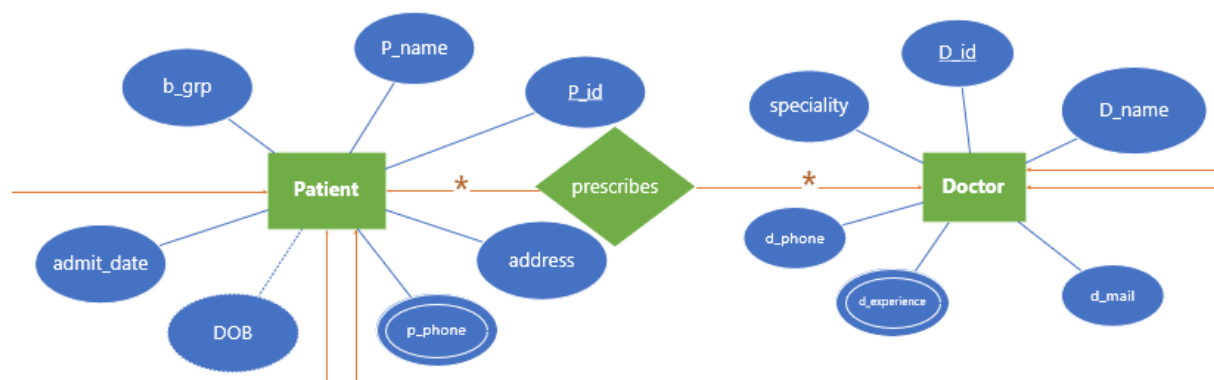 P_name
D_id
b_grp
P_id
speciality
D_name
Patient
*
prescribes
*
Doctor
admit_date
address
d_phone
DOB
p_phone
d_experience
d_mail